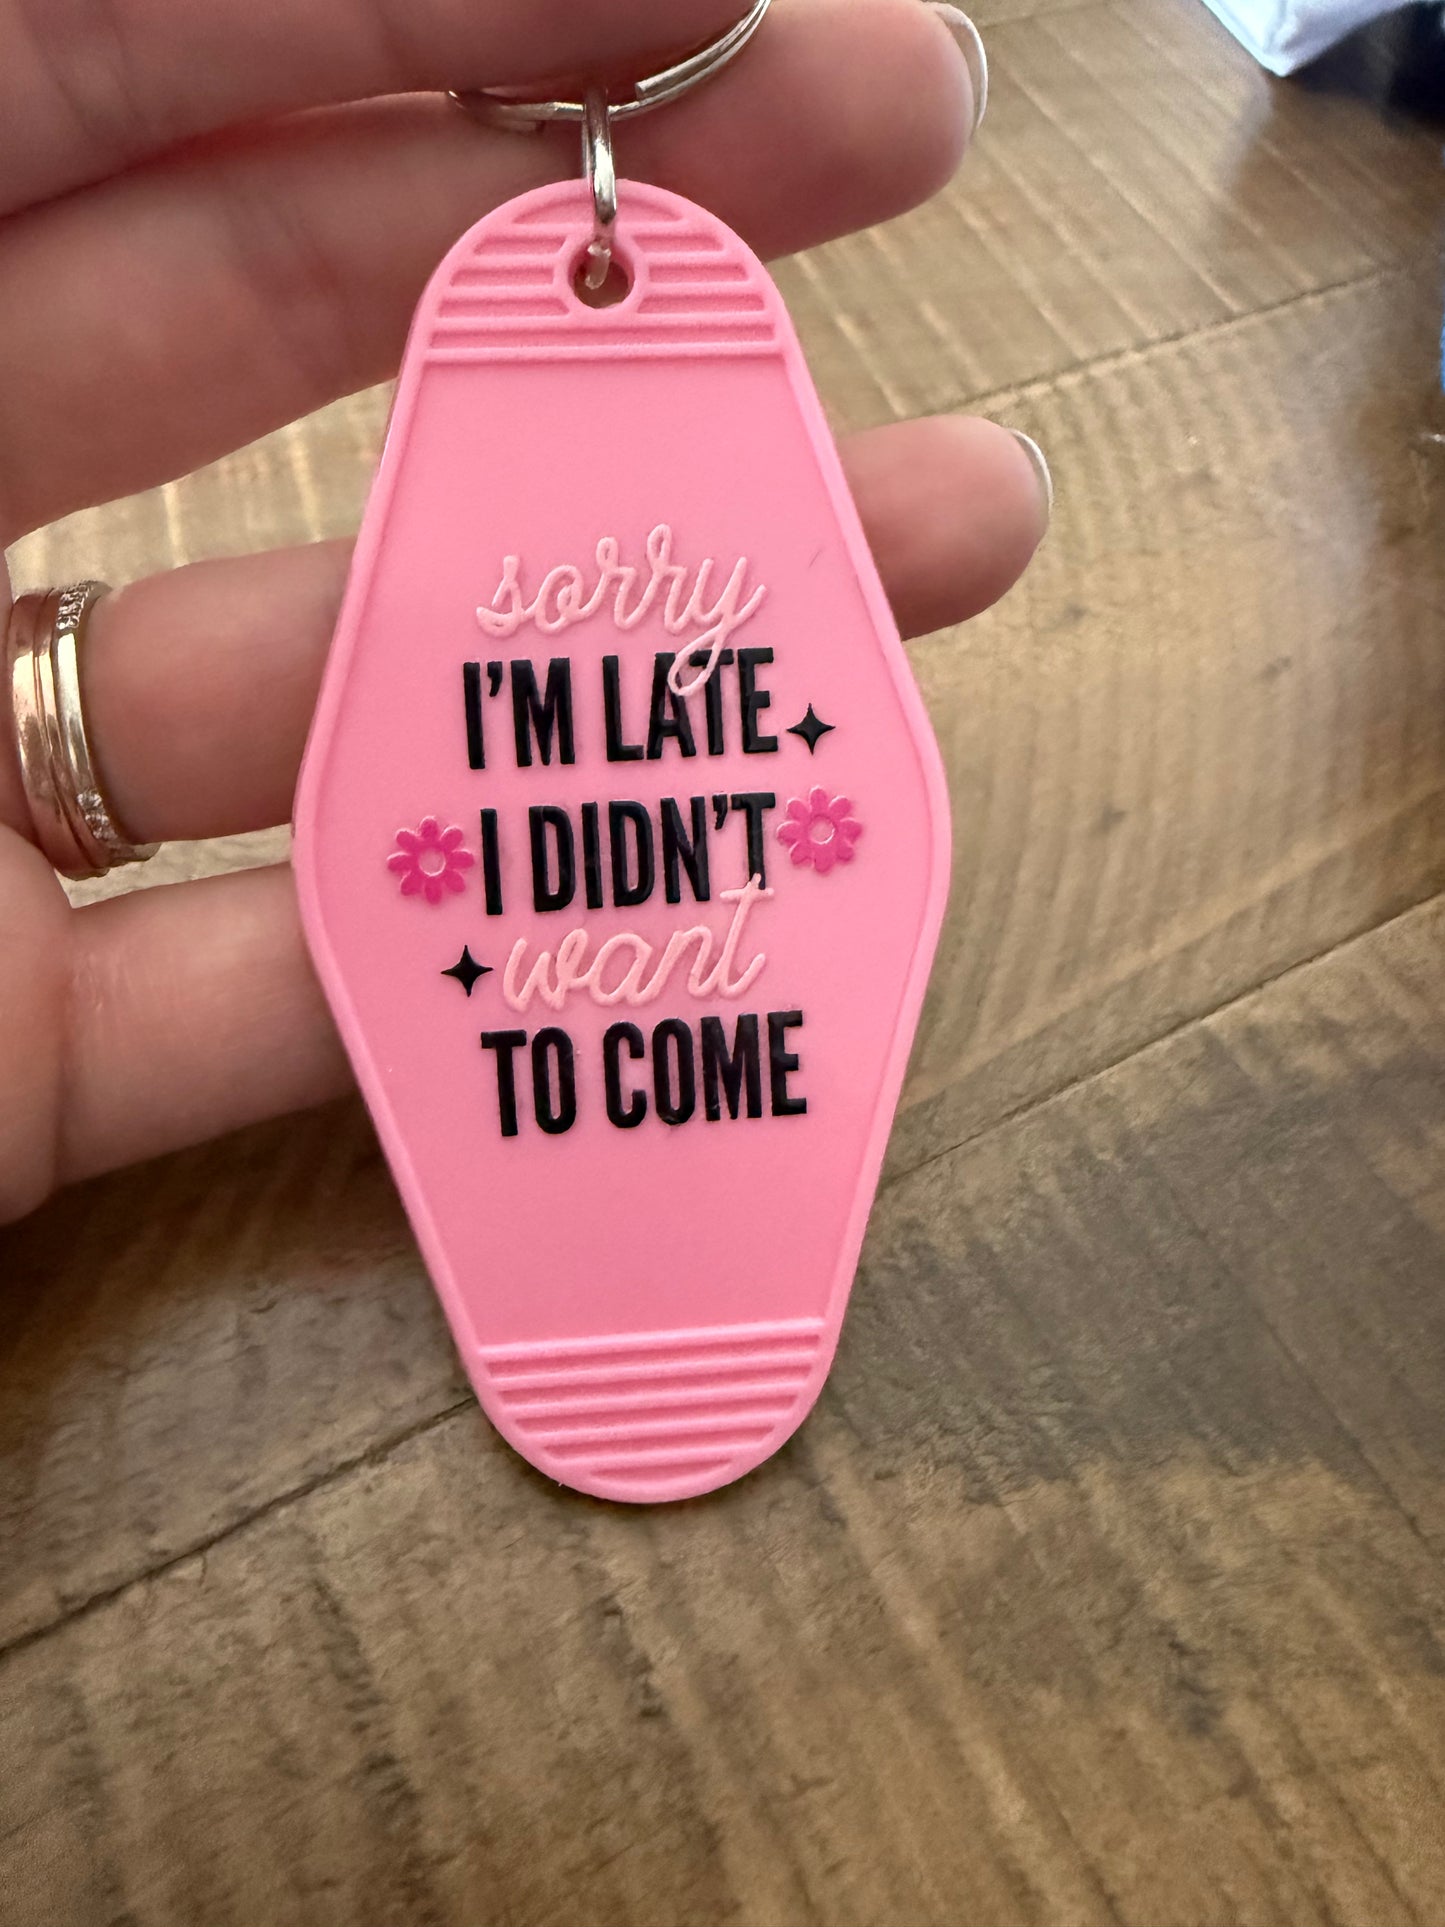 sorry
I'M LATE
I DIDN'T
want
TO COME